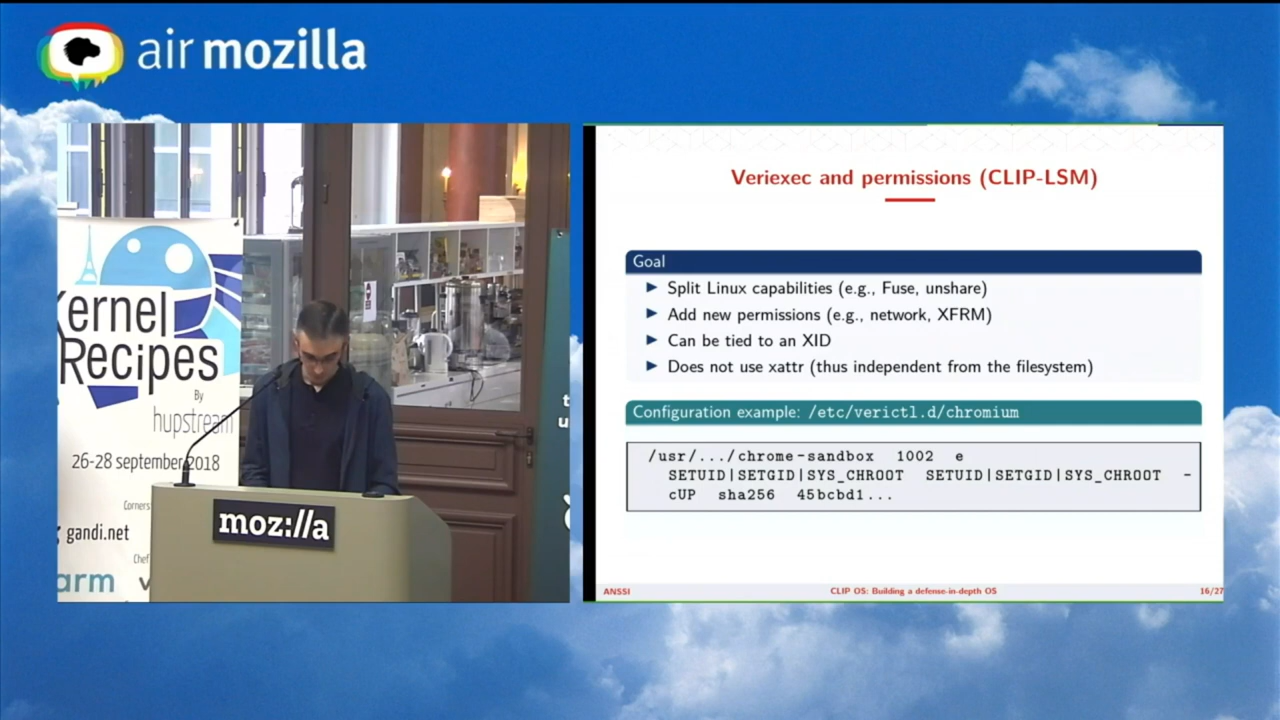 air mozilla
Kernel
Recipes
By
hupstream
26-28 september 2018
Corners
gandi.net
Chef
arm
moz://a
Veriexec and permissions (CLIP-LSM)
Goal
Split Linux capabilities (e.g., Fuse, unshare)
Add new permissions (e.g., network, XFRM)
Can be tied to an XID
Does not use xattr (thus independent from the filesystem)
Configuration example: /etc/verictl.d/chromium
/usr/.../chrome-sandbox 1002 e
SETUID|SETGID|SYS_CHROOT SETUID|SETGID|SYS_CHROOT -
cUP sha256 45bcbd1...
ANSSI
CLIP OS: Building a defense-in-depth OS
16/27